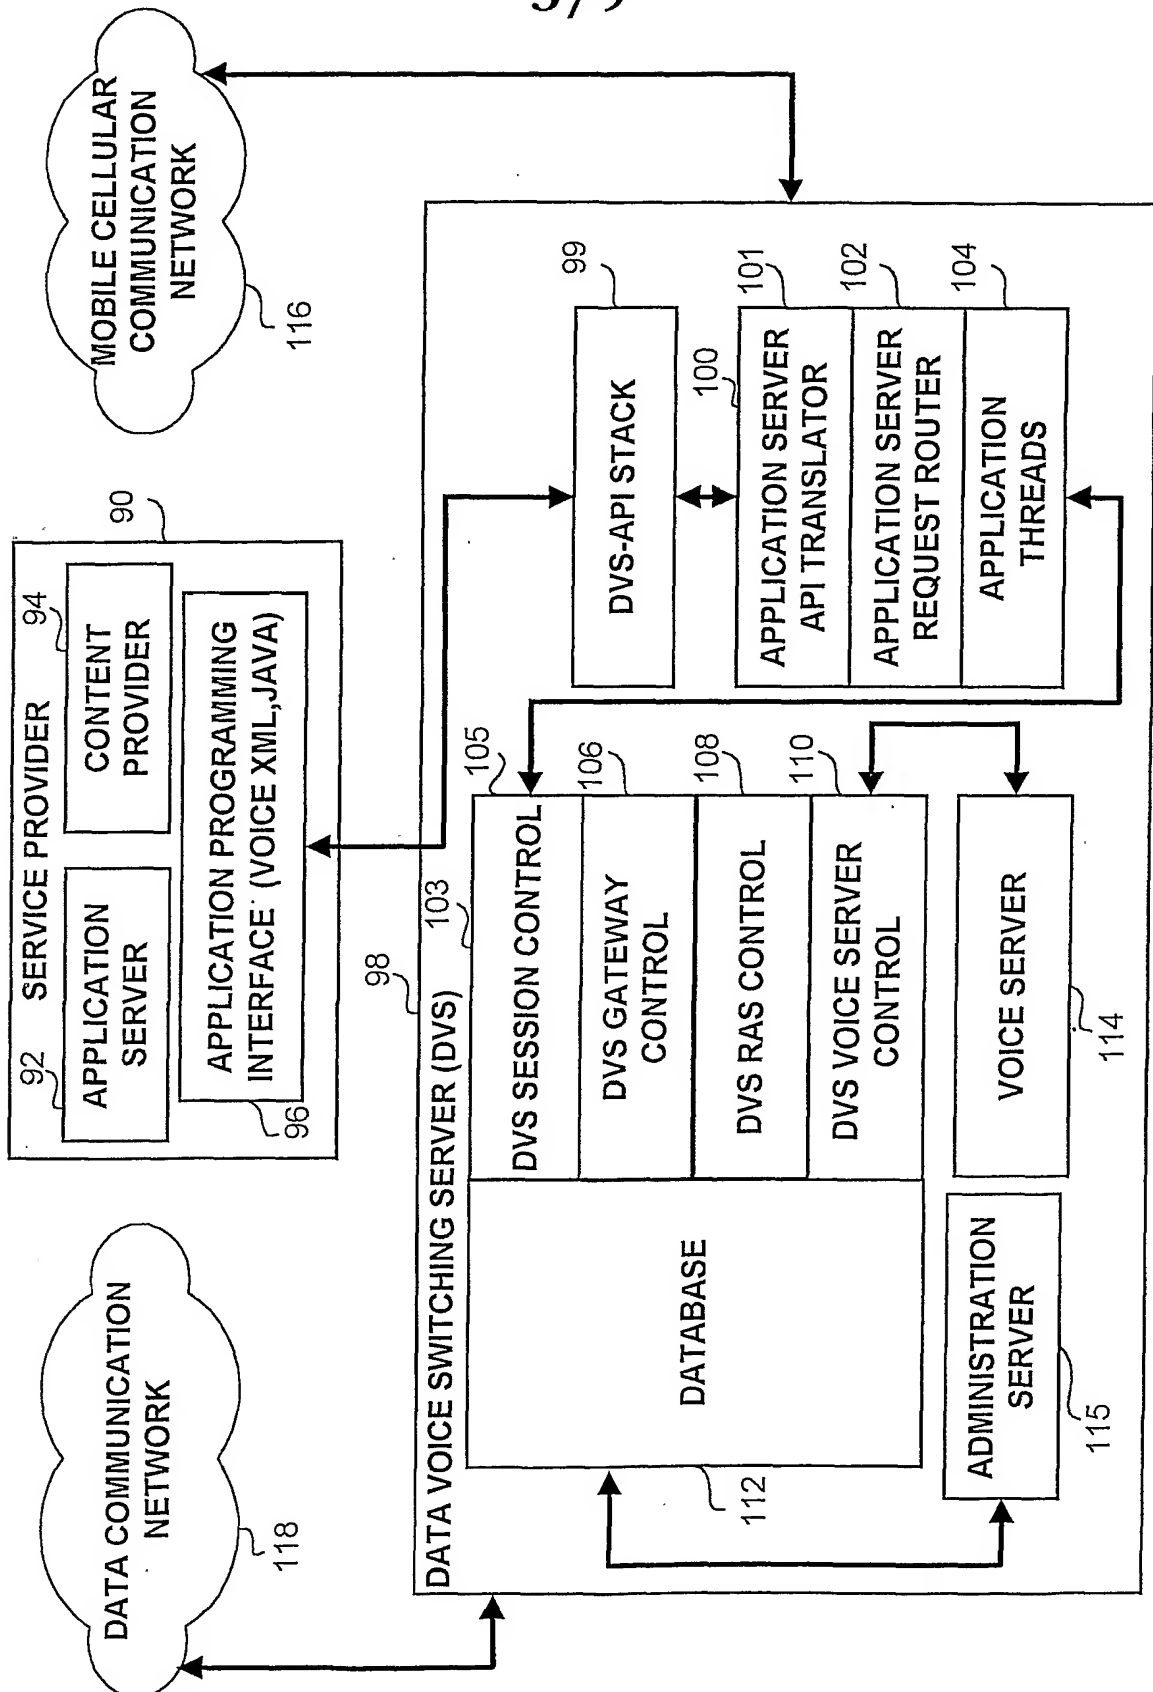 DATA COMMUNICATION
NETWORK
118
92
SERVICE PROVIDER
94
90
APPLICATION
SERVER
CONTENT
PROVIDER
APPLICATION PROGRAMMING
INTERFACE (VOICE XML,JAVA)
96
MOBILE CELLULAR
COMMUNICATION
NETWORK
116
98
DATA VOICE SWITCHING SERVER (DVS)
103
105
DVS SESSION CONTROL
106
DVS GATEWAY
CONTROL
108
DVS RAS CONTROL
110
DVS VOICE SERVER
CONTROL
DATABASE
112
99
DVS-API STACK
100
101
APPLICATION SERVER
API TRANSLATOR
102
APPLICATION SERVER
REQUEST ROUTER
104
APPLICATION
THREADS
ADMINISTRATION
SERVER
115
VOICE SERVER
114